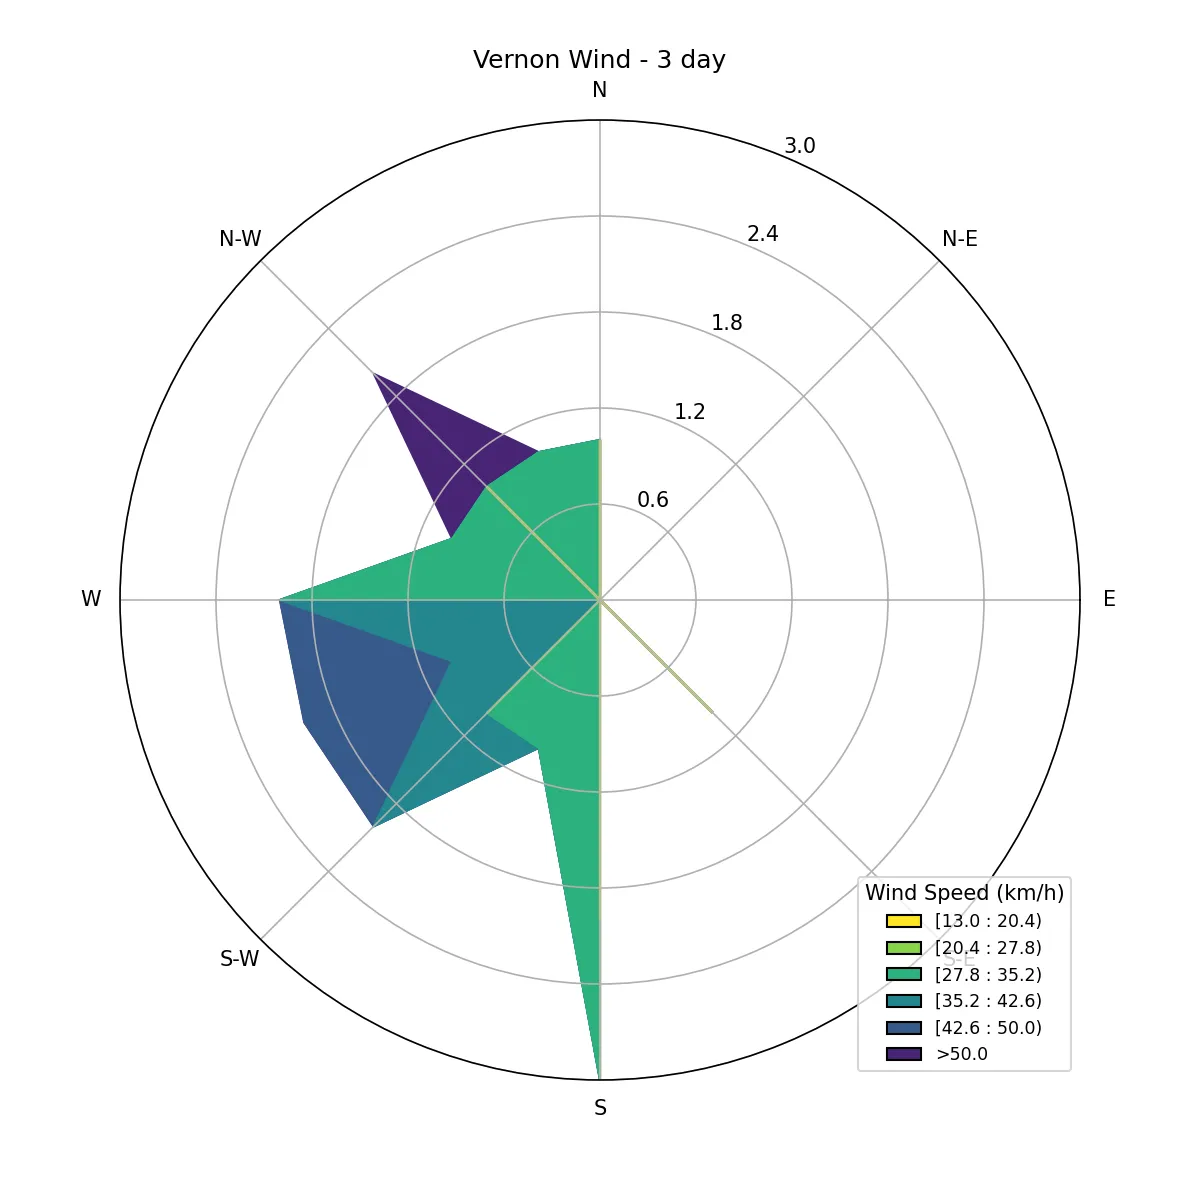 Vernon Wind - 3 day
N
3.0
N-W
N-E
2.4
1.8
1.2
0.6
W
E
S-W
S-E
S
Wind Speed (km/h)
[13.0 : 20.4)
[20.4 : 27.8)
[27.8 : 35.2)
[35.2 : 42.6)
[42.6 : 50.0)
>50.0